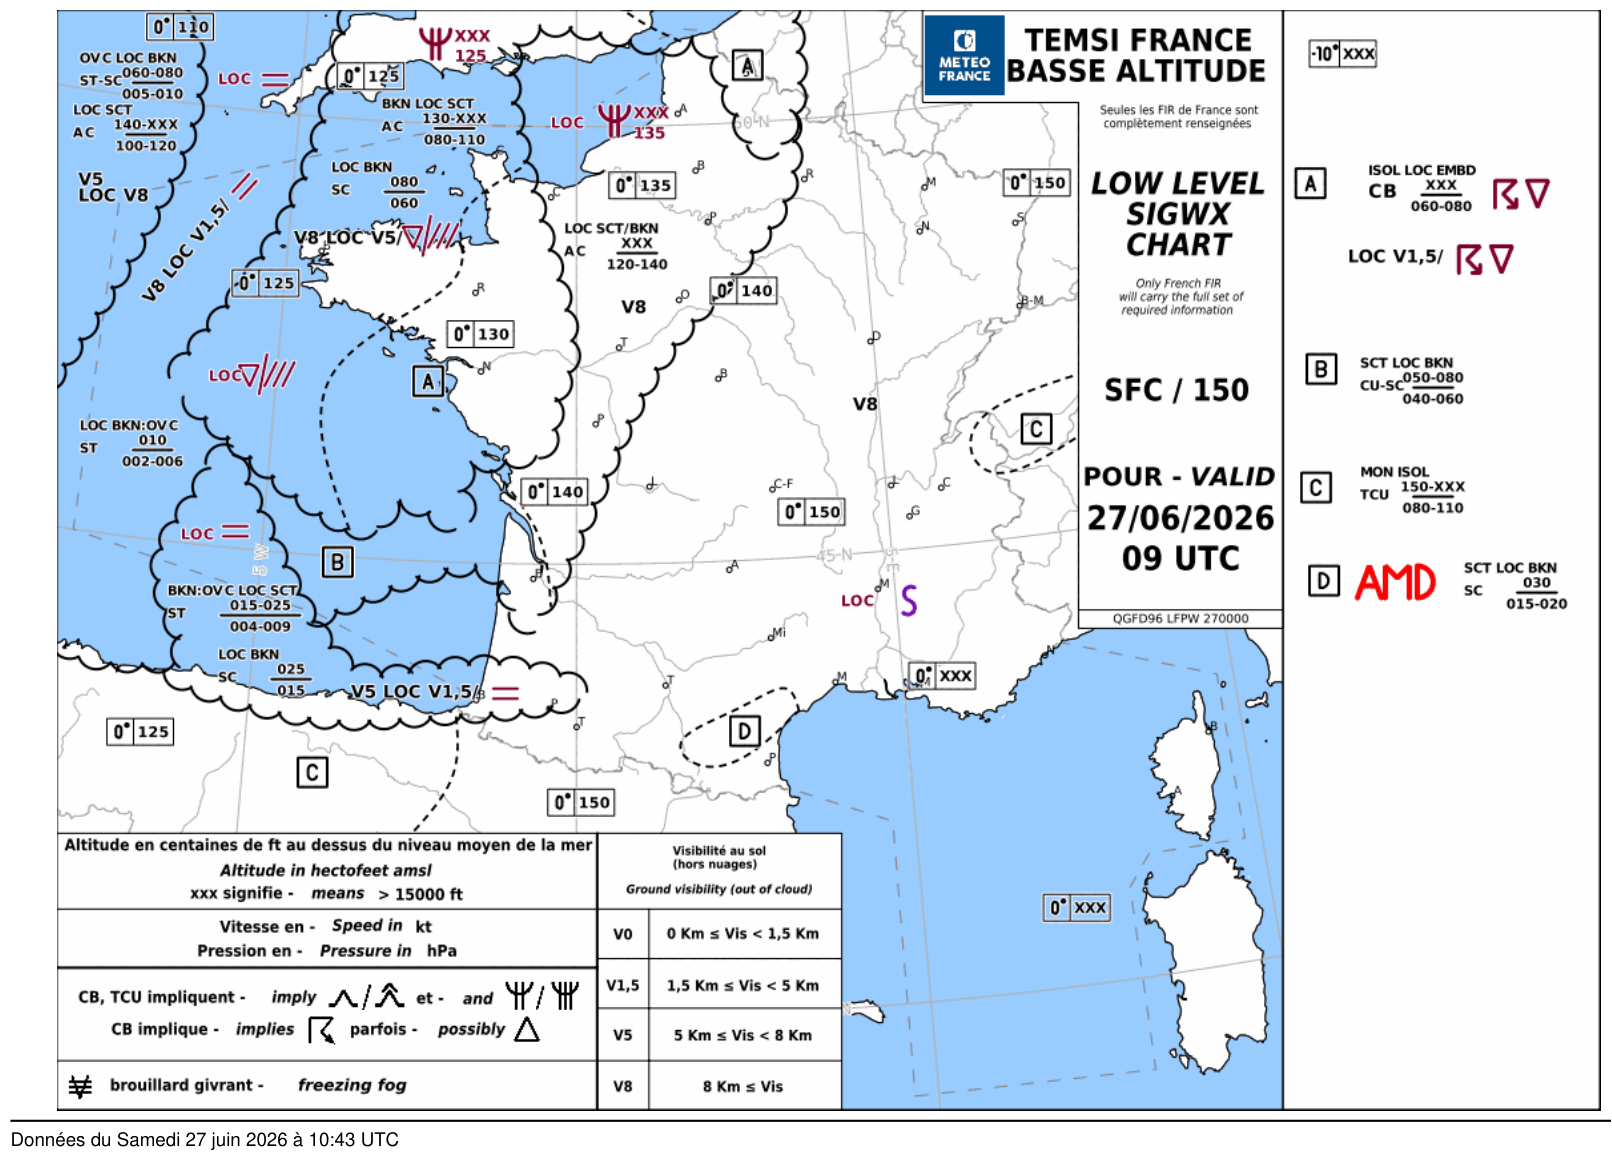 0° 110
OVC LOC BKN
ST-SC 060-080
005-010
LOC SCT
AC 140-XXX
100-120
V5
LOC V8
LOC
V8 LOC V1,5/
0° 125
XXX
125
BKN LOC SCT
AC 130-XXX
080-110
LOC BKN
SC 080
060
V8 LOC V5/
0° 125
LOC
XXX
135
A
A
50°N
B
R
C
C
0° 135
P
LOC SCT/BKN
AC XXX
120-140
V8
M
N
S
0° 150
0° 140
B-M
R
O
0° 130
T
D
N
B
A
P
LOC
V8
C
LOC BKN:OVC
ST 010
002-006
LOC
5°W
B
0° 140
L
C-F
L
C
G
0° 150
45°N
5°E
B
A
M
LOC
BKN:OVC LOC SCT
ST 015-025
004-009
LOC BKN
SC 025
015
V5 LOC V1,5/
B
P
T
Mi
T
M
M
N
0° XXX
0° 125
C
D
P
0° 150
B
A
0° XXX
METEO
FRANCE
TEMSI FRANCE
BASSE ALTITUDE
Seules les FIR de France sont
complètement renseignées
LOW LEVEL
SIGWX
CHART
Only French FIR
will carry the full set of
required information
SFC / 150
POUR - VALID
27/06/2026
09 UTC
QGFD96 LFPW 270000
-10° XXX
A
ISOL LOC EMBD
CB XXX
060-080
LOC V1,5/
B
SCT LOC BKN
CU-SC 050-080
040-060
C
MON ISOL
TCU 150-XXX
080-110
D
AMD
SCT LOC BKN
SC 030
015-020
Altitude en centaines de ft au dessus du niveau moyen de la mer
Altitude in hectofeet amsl
xxx signifie - means > 15000 ft
Vitesse en - Speed in kt
Pression en - Pressure in hPa
CB, TCU impliquent - imply / et - and /
CB implique - implies parfois - possibly
brouillard givrant - freezing fog
Visibilité au sol
(hors nuages)
Ground visibility (out of cloud)
V0 0 Km ≤ Vis < 1,5 Km
V1,5 1,5 Km ≤ Vis < 5 Km
V5 5 Km ≤ Vis < 8 Km
V8 8 Km ≤ Vis
Données du Samedi 27 juin 2026 à 10:43 UTC